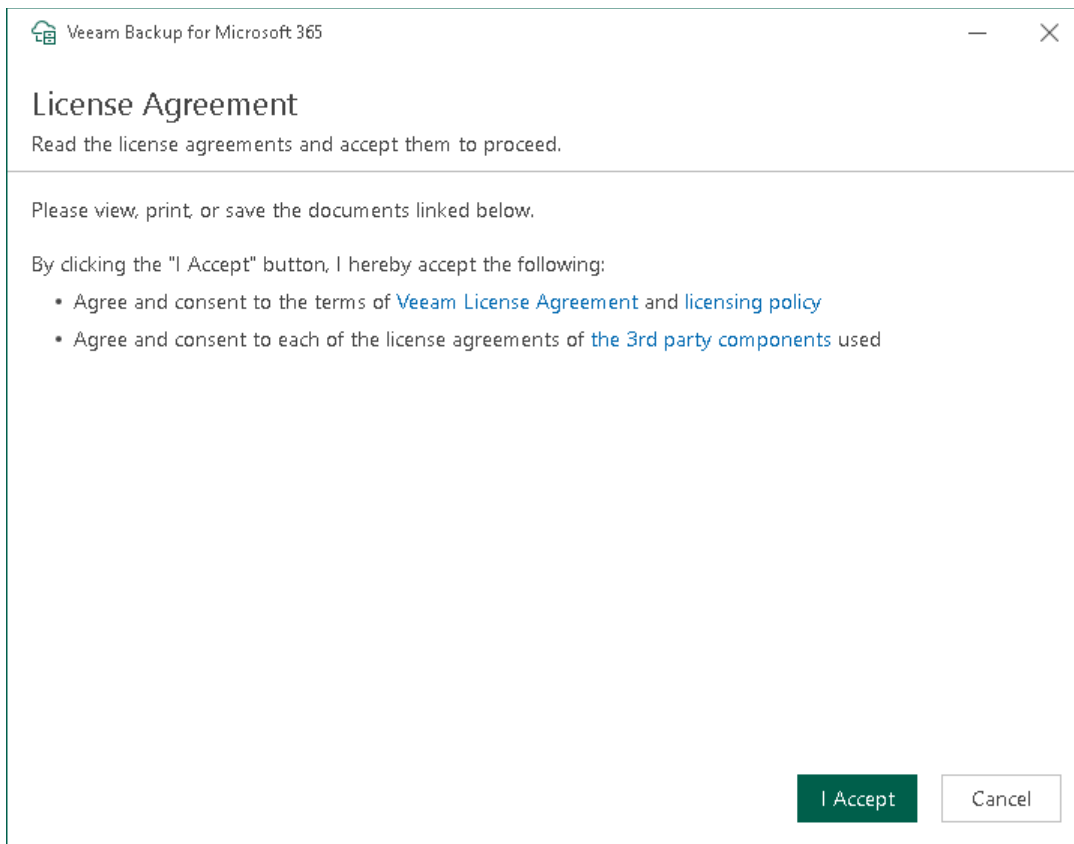 Veeam Backup for Microsoft 365
License Agreement
Read the license agreements and accept them to proceed.
Please view, print, or save the documents linked below.
By clicking the "I Accept" button, I hereby accept the following:
• Agree and consent to the terms of Veeam License Agreement and licensing policy
• Agree and consent to each of the license agreements of the 3rd party components used
I Accept
Cancel